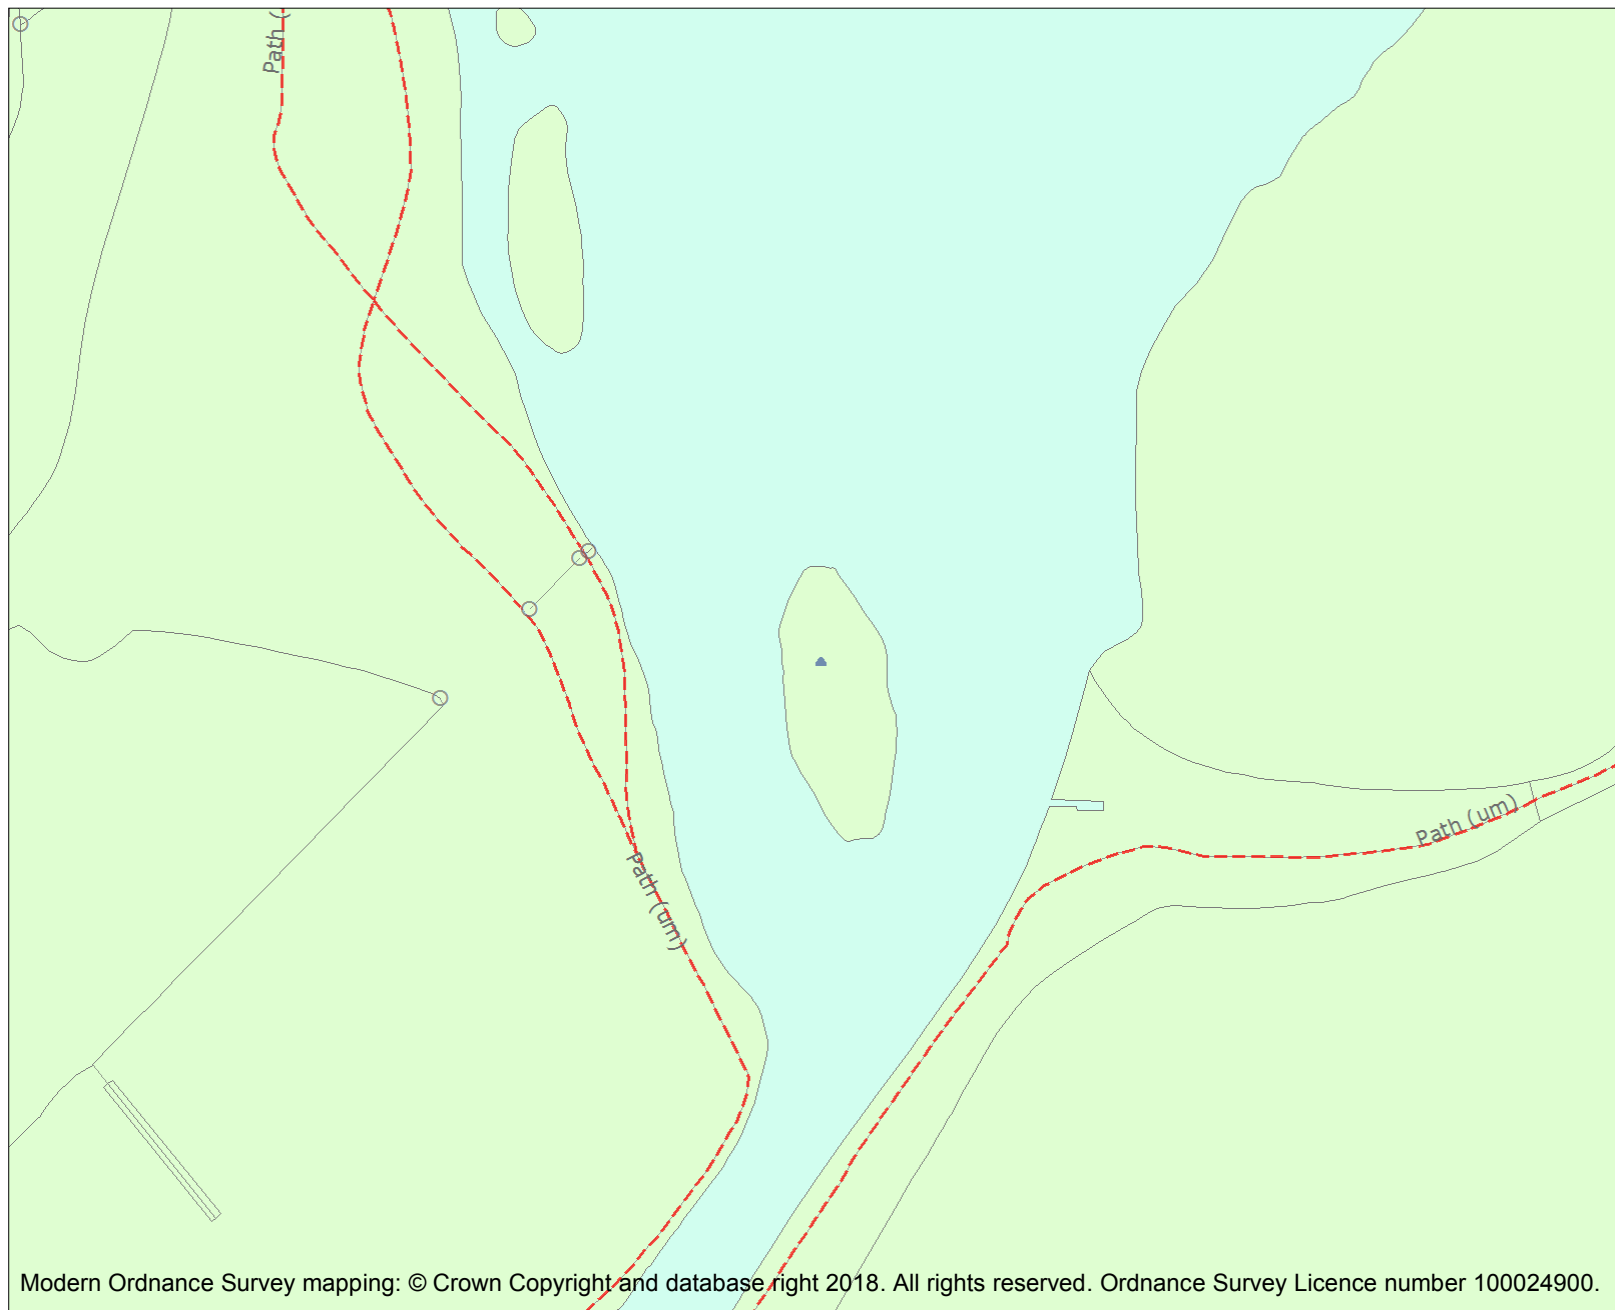 Path (
Path (um)
Path (um)
Modern Ordnance Survey mapping: © Crown Copyright and database right 2018. All rights reserved. Ordnance Survey Licence number 100024900.